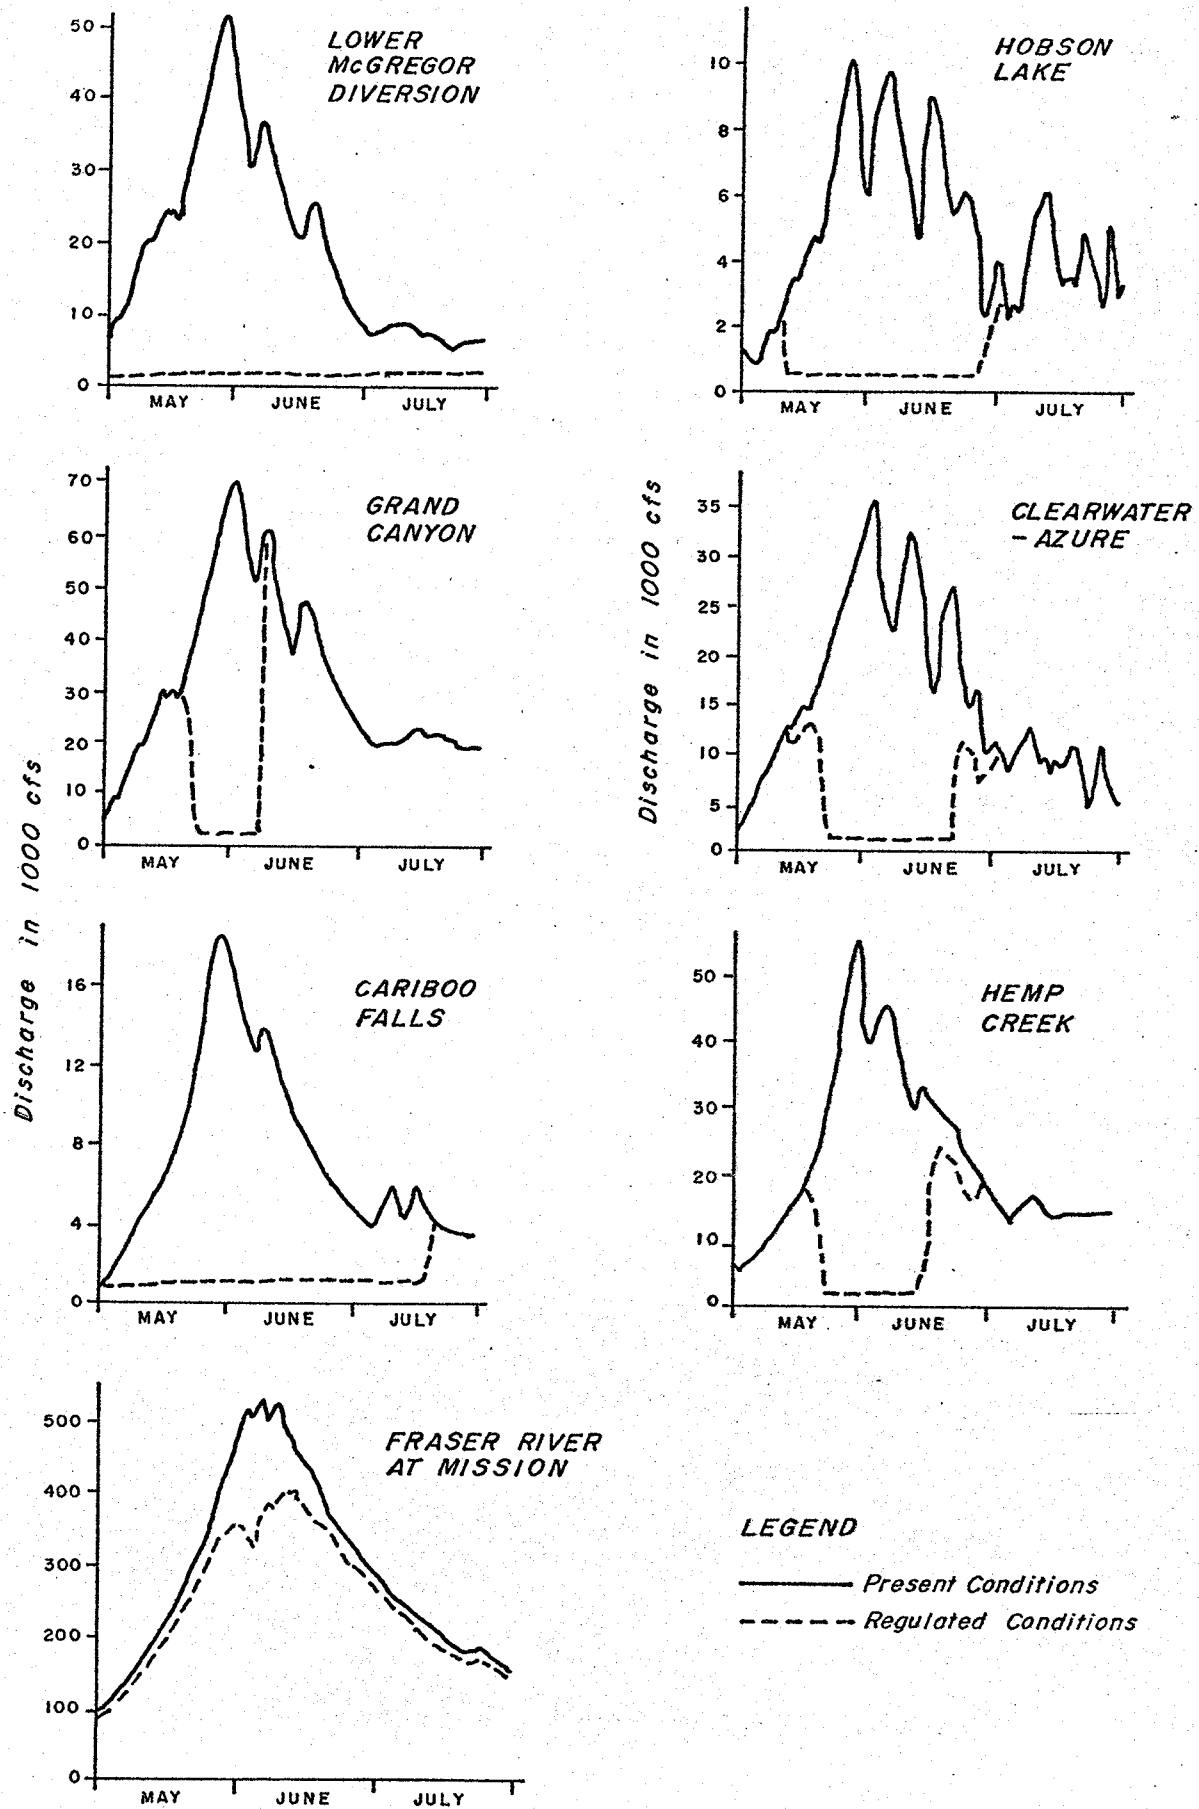 LOWER
McGREGOR
DIVERSION
50
40
30
20
10
0
MAY JUNE JULY
HOBSON
LAKE
10
8
6
4
2
0
MAY JUNE JULY
GRAND
CANYON
70
60
50
40
30
20
10
0
MAY JUNE JULY
CLEARWATER
- AZURE
35
30
25
20
15
10
5
0
MAY JUNE JULY
Discharge in 1000 cfs
Discharge in 1000 cfs
CARIBOO
FALLS
16
12
8
4
0
MAY JUNE JULY
HEMP
CREEK
50
40
30
20
10
0
MAY JUNE JULY
FRASER RIVER
AT MISSION
500
400
300
200
100
0
MAY JUNE JULY
LEGEND
Present Conditions
Regulated Conditions